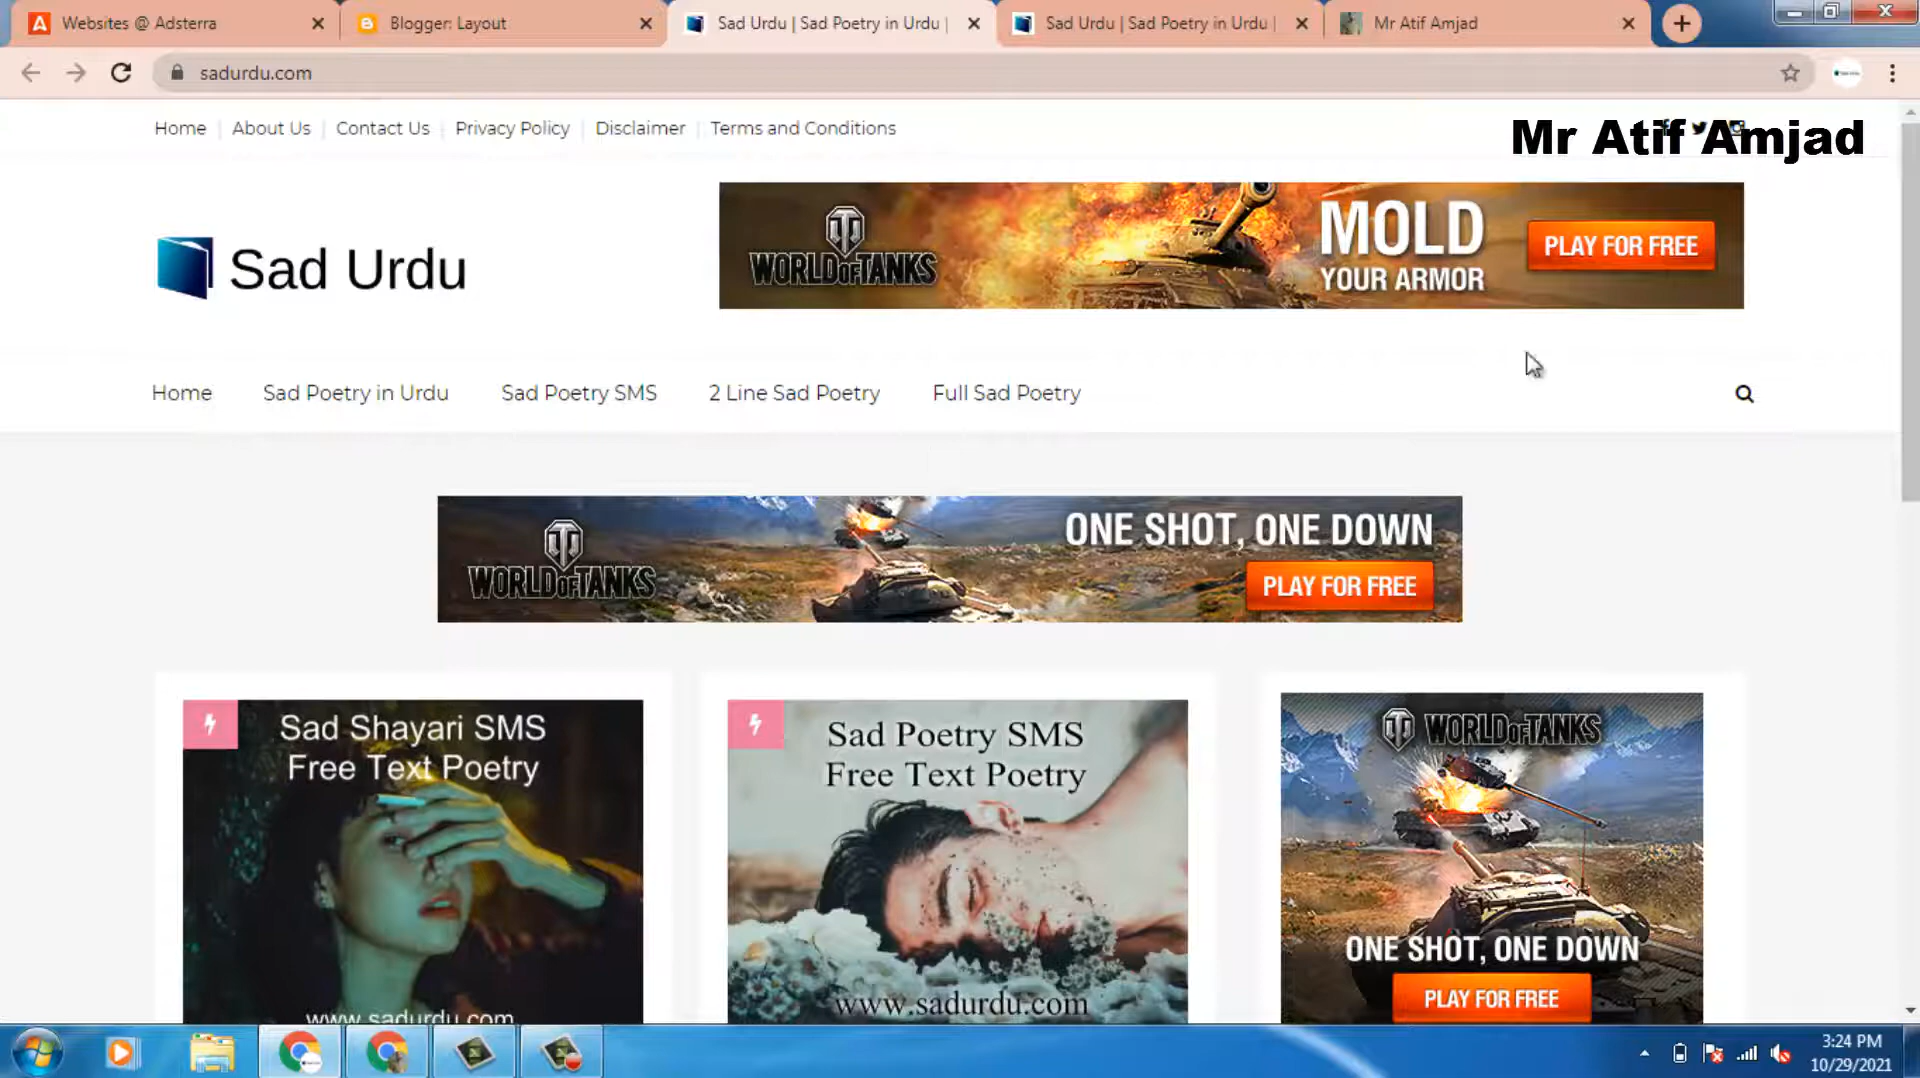 Websites @ Adsterra
Blogger: Layout
Sad Urdu | Sad Poetry in Urdu |
Sad Urdu | Sad Poetry in Urdu |
Mr Atif Amjad
sadurdu.com
Home About Us Contact Us Privacy Policy Disclaimer Terms and Conditions
Mr Atif Amjad
Sad Urdu
WORLD OF TANKS
MOLD
YOUR ARMOR
PLAY FOR FREE
Home Sad Poetry in Urdu Sad Poetry SMS 2 Line Sad Poetry Full Sad Poetry
WORLD OF TANKS
ONE SHOT, ONE DOWN
PLAY FOR FREE
Sad Shayari SMS
Free Text Poetry
www.sadurdu.com
Sad Poetry SMS
Free Text Poetry
www.sadurdu.com
WORLD OF TANKS
ONE SHOT, ONE DOWN
PLAY FOR FREE
3:24 PM
10/29/2021